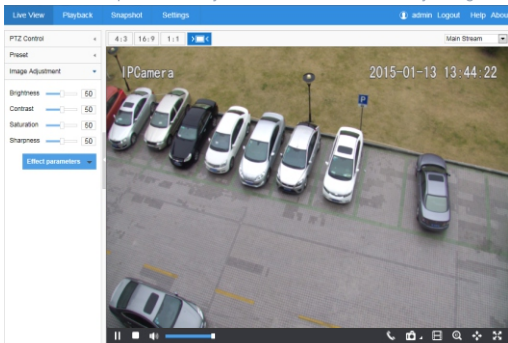 Live View Playback Snapshot Settings admin Logout Help Abou
PTZ Control
Preset
Image Adjustment
Brightness 50
Contrast 50
Saturation 50
Sharpness 50
Effect parameters
4:3 16:9 1:1 Main Stream
IPCamera 2015-01-13 13:44:22
P